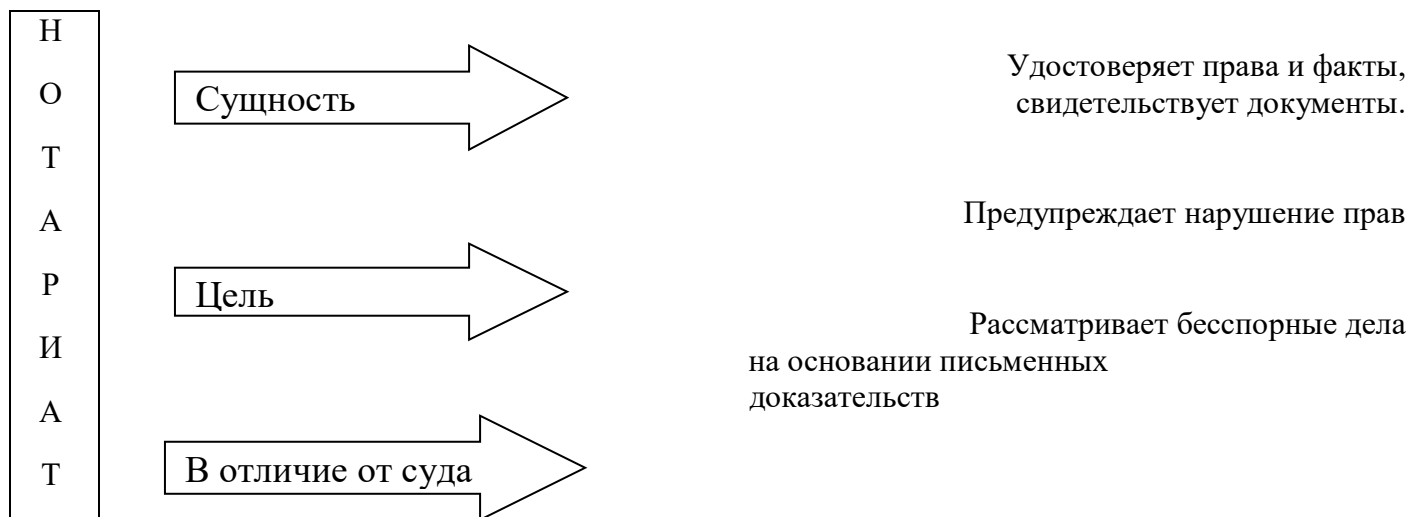 Н
О
Т
А
Р
И
А
Т
Сущность
Удостоверяет права и факты,
свидетельствует документы.
Предупреждает нарушение прав
Цель
Рассматривает бесспорные дела
на основании письменных
доказательств
В отличие от суда